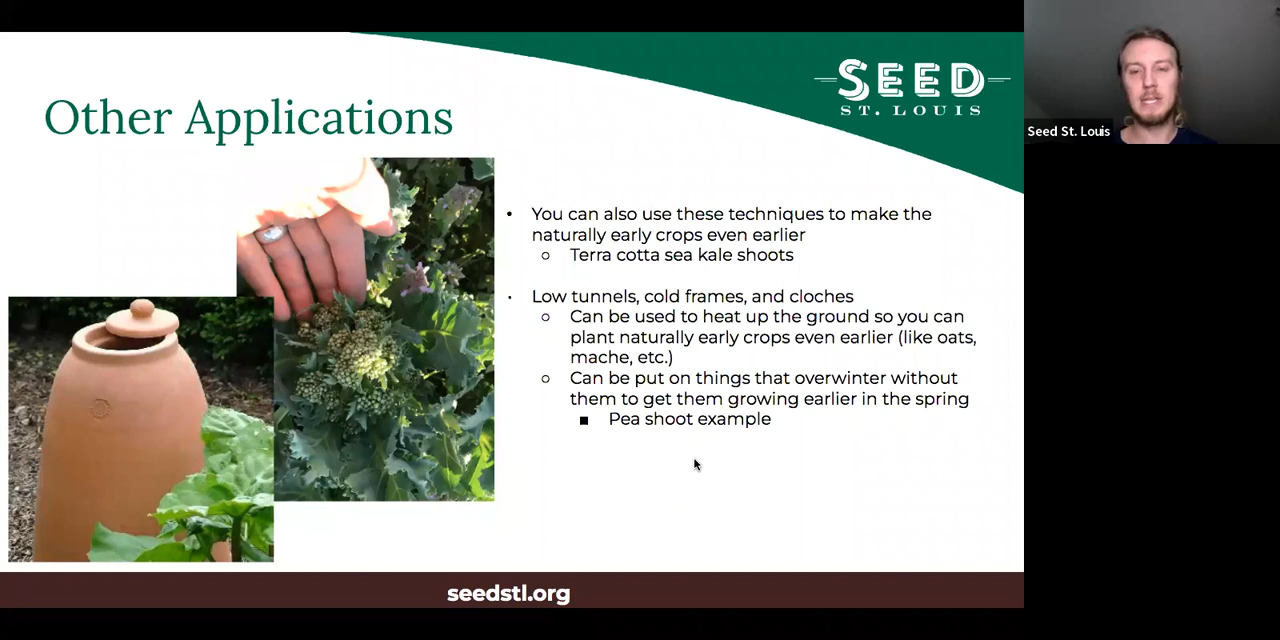 SEED
ST. LOUIS
Other Applications
Seed St. Louis
• You can also use these techniques to make the
naturally early crops even earlier
○ Terra cotta sea kale shoots
• Low tunnels, cold frames, and cloches
○ Can be used to heat up the ground so you can
plant naturally early crops even earlier (like oats,
mache, etc.)
○ Can be put on things that overwinter without
them to get them growing earlier in the spring
■ Pea shoot example
seedstl.org